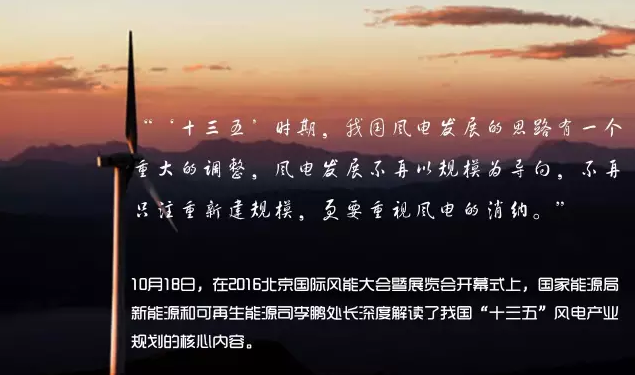 “‘十三五’时期，我国风电发展的思路有一个
重大的调整，风电发展不再以规模为导向，不再
只注重新建规模，更要重视风电的消纳。”
10月18日，在2016北京国际风能大会暨展览会开幕式上，国家能源局
新能源和可再生能源司李鹏处长深度解读了我国“十三五”风电产业
规划的核心内容。